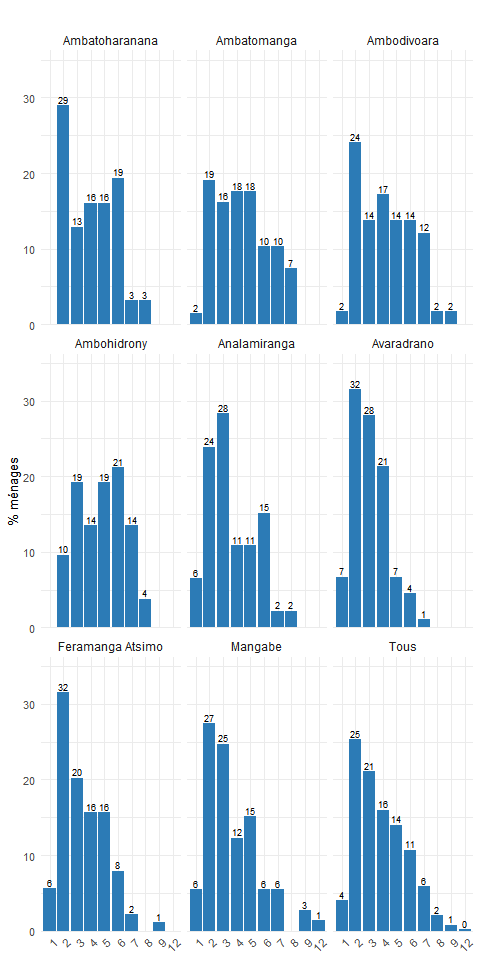 Ambatoharanana Ambatomanga Ambodivoara
30
20
10
0
29 13 16 16 19 3 3
2 19 16 18 18 10 10 7
2 24 14 17 14 14 12 2 2
Ambohidrony Analamiranga Avaradrano
% ménages
30
20
10
0
10 19 14 19 21 14 4
6 24 28 11 11 15 2 2
7 32 28 21 7 4 1
Feramanga Atsimo Mangabe Tous
30
20
10
0
6 32 20 16 16 8 2 1
6 27 25 12 15 6 6 3 1
4 25 21 16 14 11 6 2 1 0
1 2 3 4 5 6 7 8 9 12
1 2 3 4 5 6 7 8 9 12
1 2 3 4 5 6 7 8 9 12